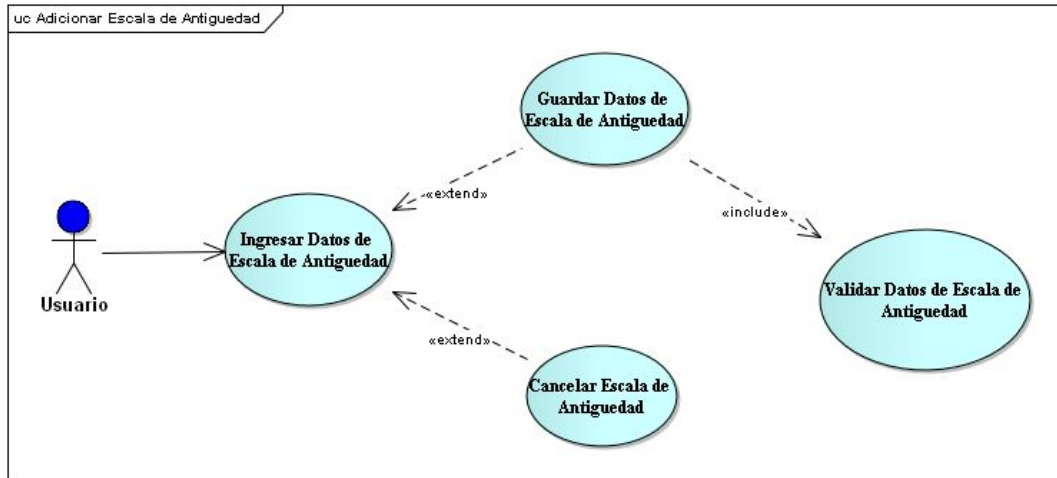 uc Adicionar Escala de Antiguedad
Guardar Datos de
Escala de Antiguedad
«extend»
«include»
Ingresar Datos de
Escala de Antiguedad
Usuario
Validar Datos de Escala de
Antiguedad
«extend»
Cancelar Escala de
Antiguedad